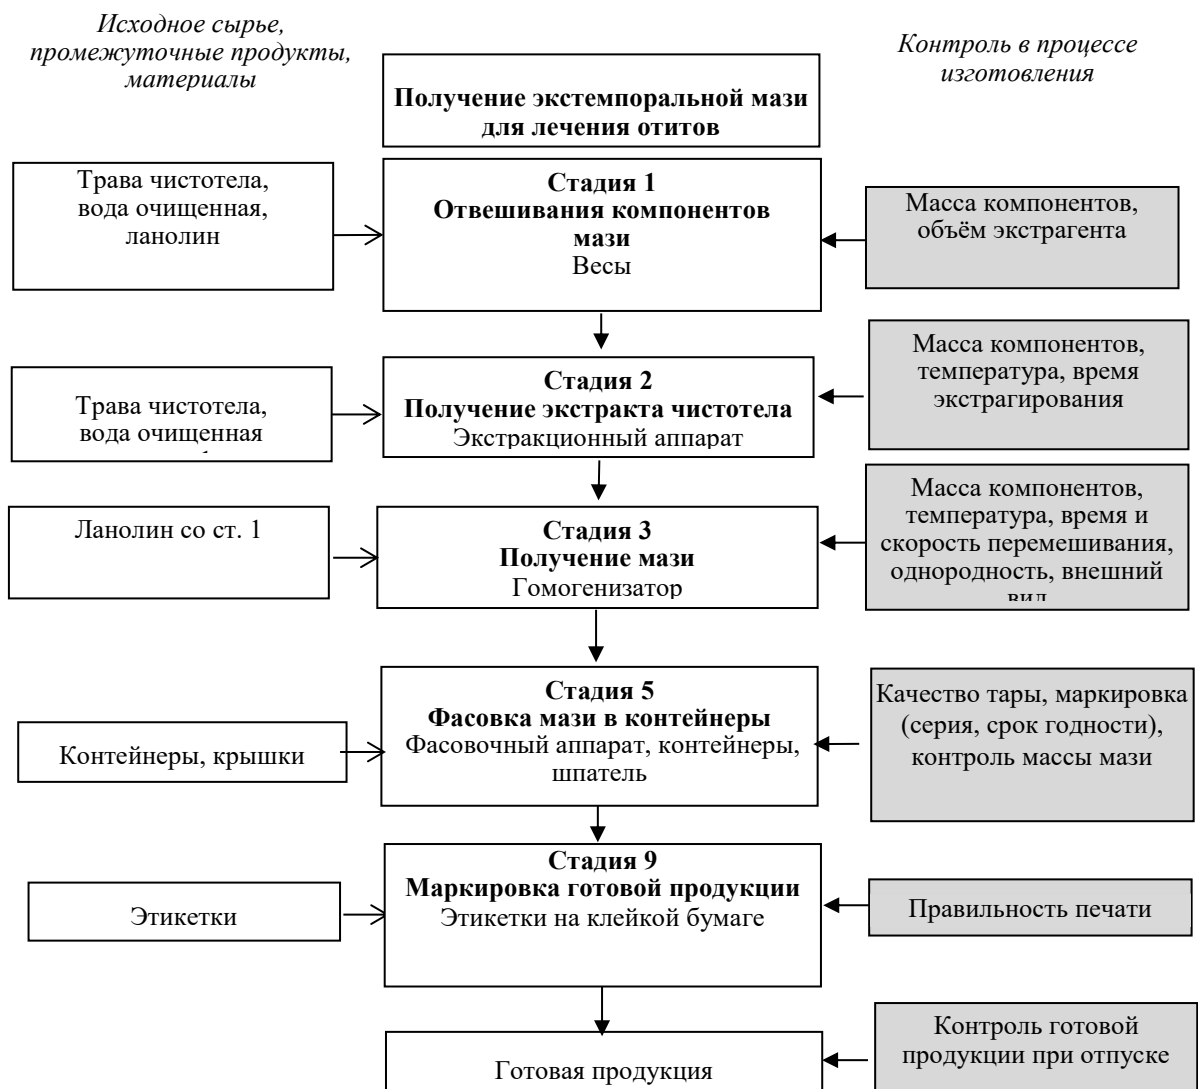 Исходное сырье,
промежуточные продукты,
материалы
Контроль в процессе
изготовления
Получение экстемпоральной мази
для лечения отитов
Трава чистотела,
вода очищенная,
ланолин
Стадия 1
Отвешивания компонентов
мази
Весы
Масса компонентов,
объём экстрагента
Трава чистотела,
вода очищенная
Стадия 2
Получение экстракта чистотела
Экстракционный аппарат
Масса компонентов,
температура, время
экстрагирования
Ланолин со ст. 1
Стадия 3
Получение мази
Гомогенизатор
Масса компонентов,
температура, время и
скорость перемешивания,
однородность, внешний
вид
Контейнеры, крышки
Стадия 5
Фасовка мази в контейнеры
Фасовочный аппарат, контейнеры,
шпатель
Качество тары, маркировка
(серия, срок годности),
контроль массы мази
Этикетки
Стадия 9
Маркировка готовой продукции
Этикетки на клейкой бумаге
Правильность печати
Готовая продукция
Контроль готовой
продукции при отпуске